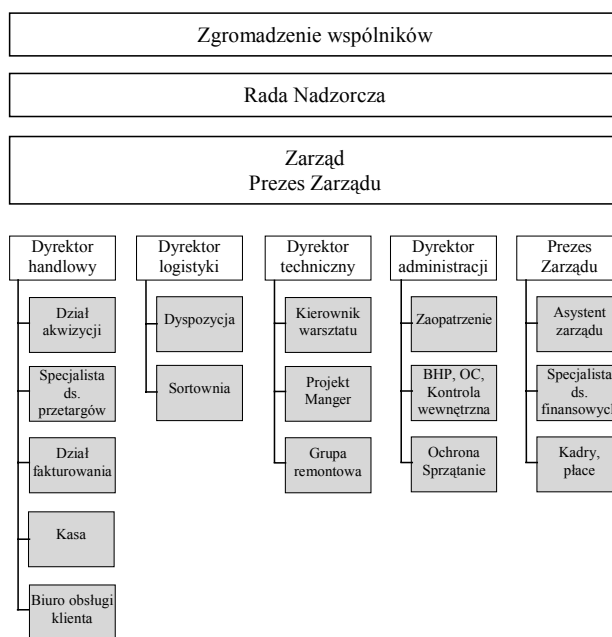 Zgromadzenie wspólników
Rada Nadzorcza
Zarząd
Prezes Zarządu
Dyrektor
handlowy
Dział
akwizycji
Specjalista
ds.
przetargów
Dział
fakturowania
Kasa
Biuro obsługi
klienta
Dyrektor
logistyki
Dyspozycja
Sortownia
Dyrektor
techniczny
Kierownik
warsztatu
Projekt
Manger
Grupa
remontowa
Dyrektor
administracji
Zaopatrzenie
BHP, OC,
Kontrola
wewnętrzna
Ochrona
Sprzątanie
Prezes
Zarządu
Asystent
zarządu
Specjalista
ds.
finansowych
Kadry,
płace